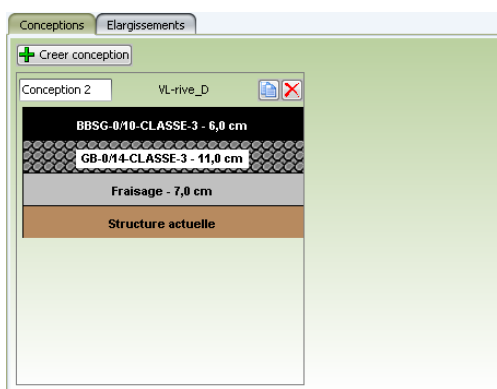 Conceptions Elargissements
Creer conception
Conception 2 VL-rive_D
BBSG-0/10-CLASSE-3 - 6,0 cm
GB-0/14-CLASSE-3 - 11,0 cm
Fraisage - 7,0 cm
Structure actuelle